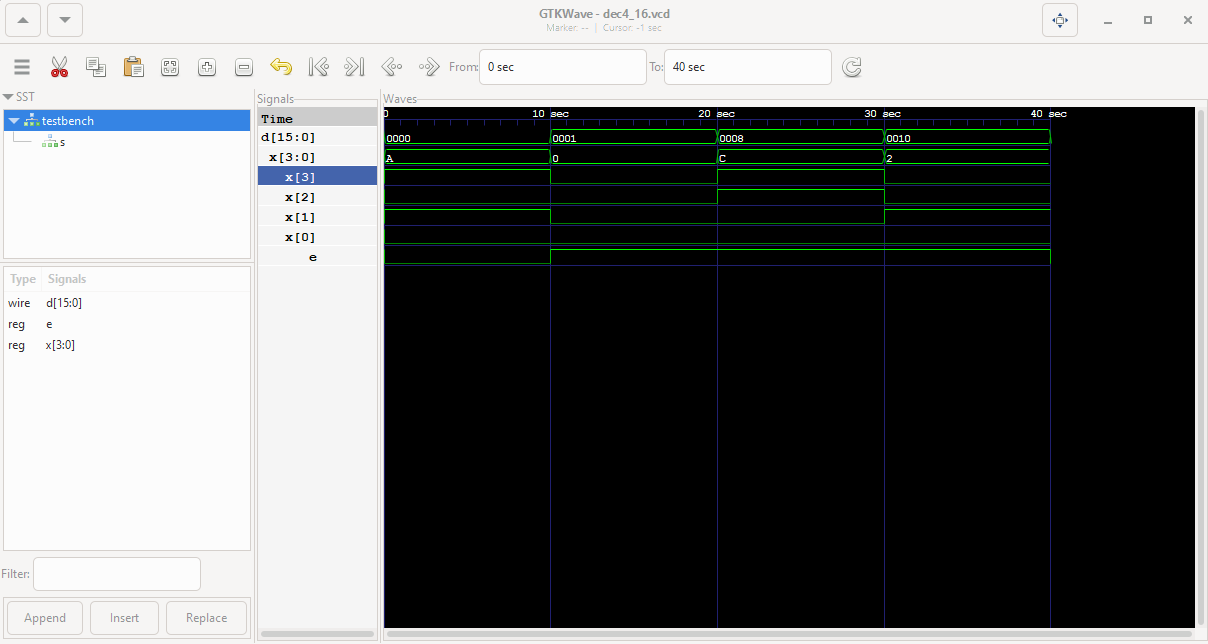 GTKWave - dec4_16.vcd
Marker: -- | Cursor: -1 sec
From: 0 sec To: 40 sec
SST
testbench
s
Type Signals
wire d[15:0]
reg e
reg x[3:0]
Filter:
Append Insert Replace
Signals
Time
d[15:0]
x[3:0]
x[3]
x[2]
x[1]
x[0]
e
Waves
0 10 sec 20 sec 30 sec 40 sec
0000 0001 0008 0010
A 0 C 2